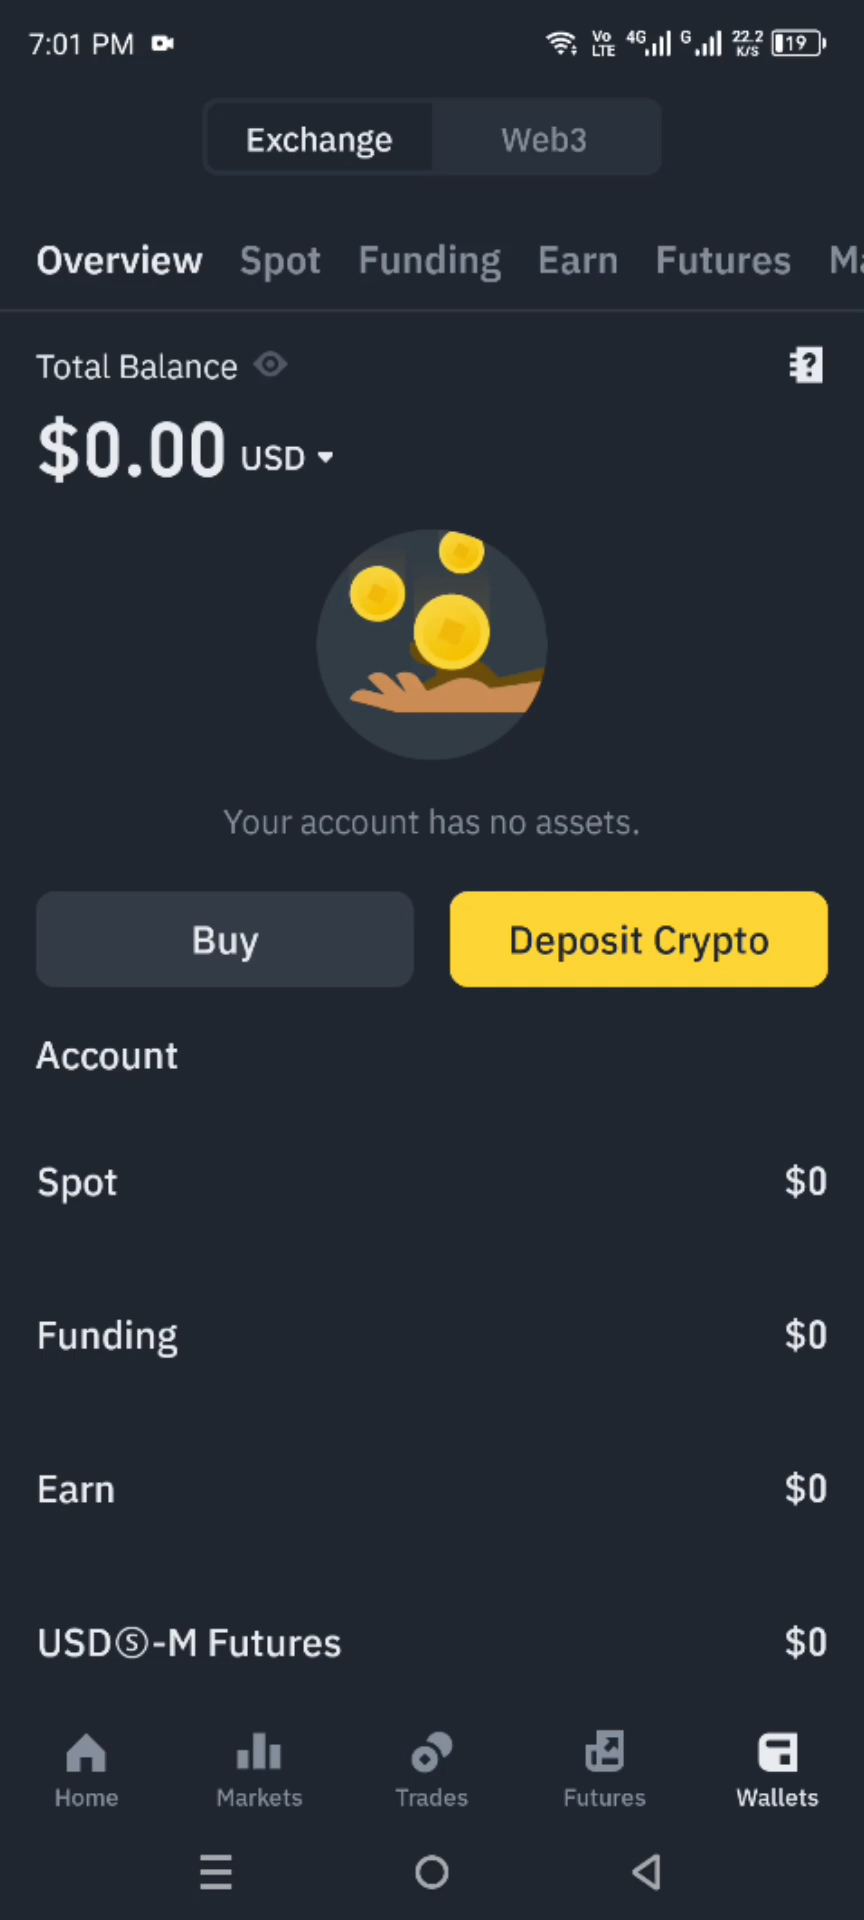 7:01 PM Vo LTE 4G G 22.2 K/S 19
Exchange Web3
Overview Spot Funding Earn Futures Ma
Total Balance
$0.00 USD
Your account has no assets.
Buy Deposit Crypto
Account
Spot $0
Funding $0
Earn $0
USDⓈ-M Futures $0
Home Markets Trades Futures Wallets